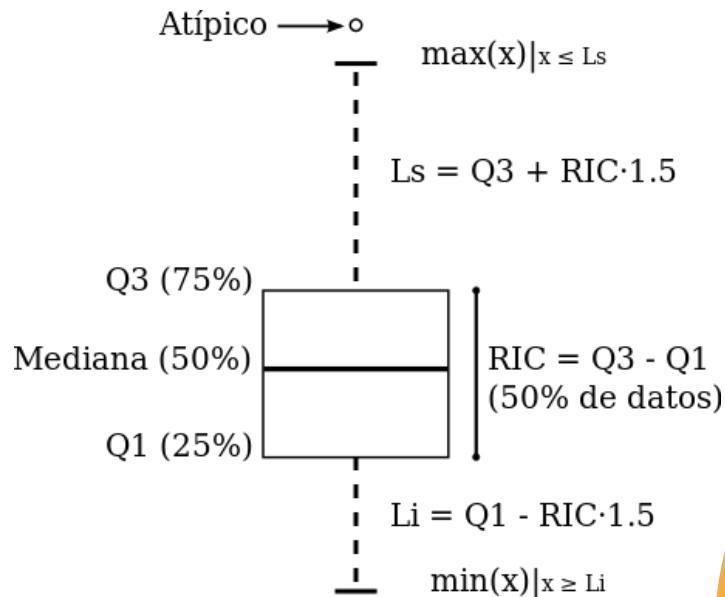 Atípico
max(x)|x ≤ Ls
Ls = Q3 + RIC·1.5
Q3 (75%)
Mediana (50%)
RIC = Q3 - Q1
(50% de datos)
Q1 (25%)
Li = Q1 - RIC·1.5
min(x)|x ≥ Li